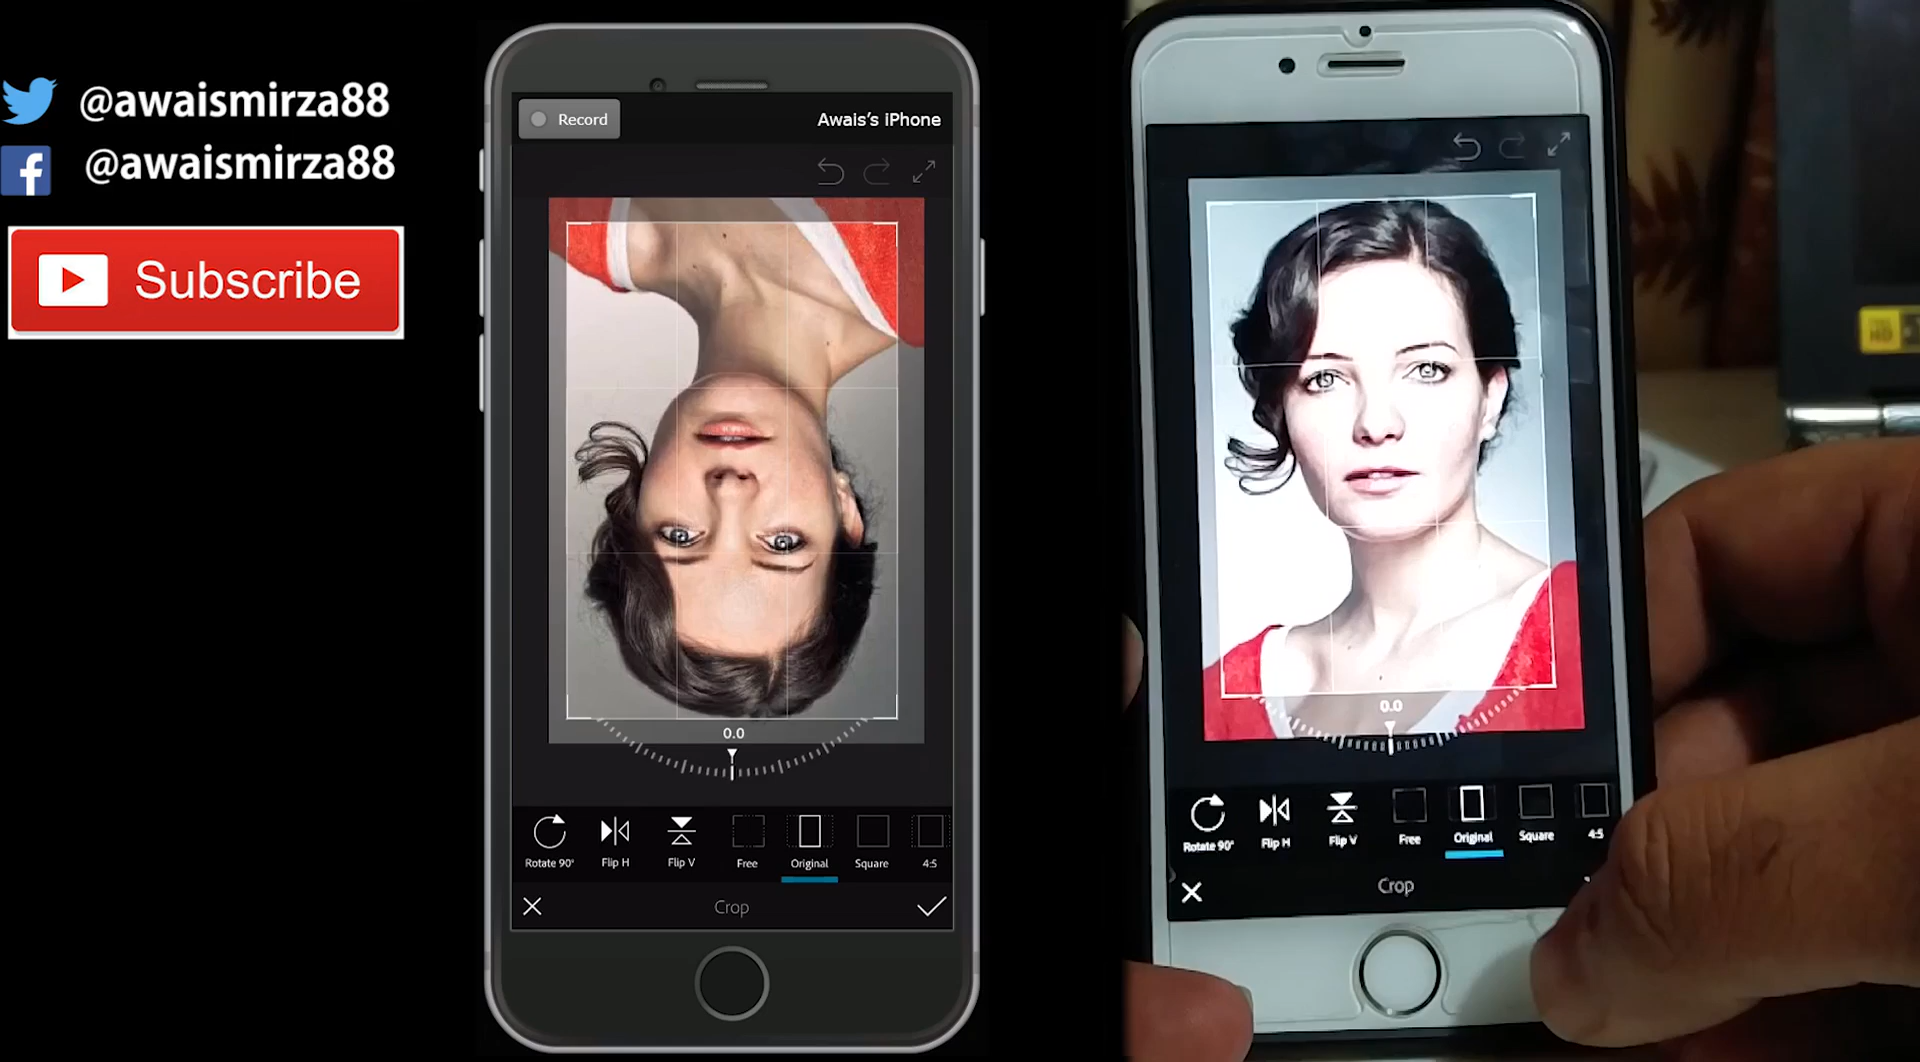 @awaismirza88
@awaismirza88
Subscribe
Record
Awais’s iPhone
0.0
Rotate 90°
Flip H
Flip V
Free
Original
Square
4:5
Crop
0.0
Rotate 90°
Flip H
Flip V
Free
Original
Square
4:5
Crop
HD